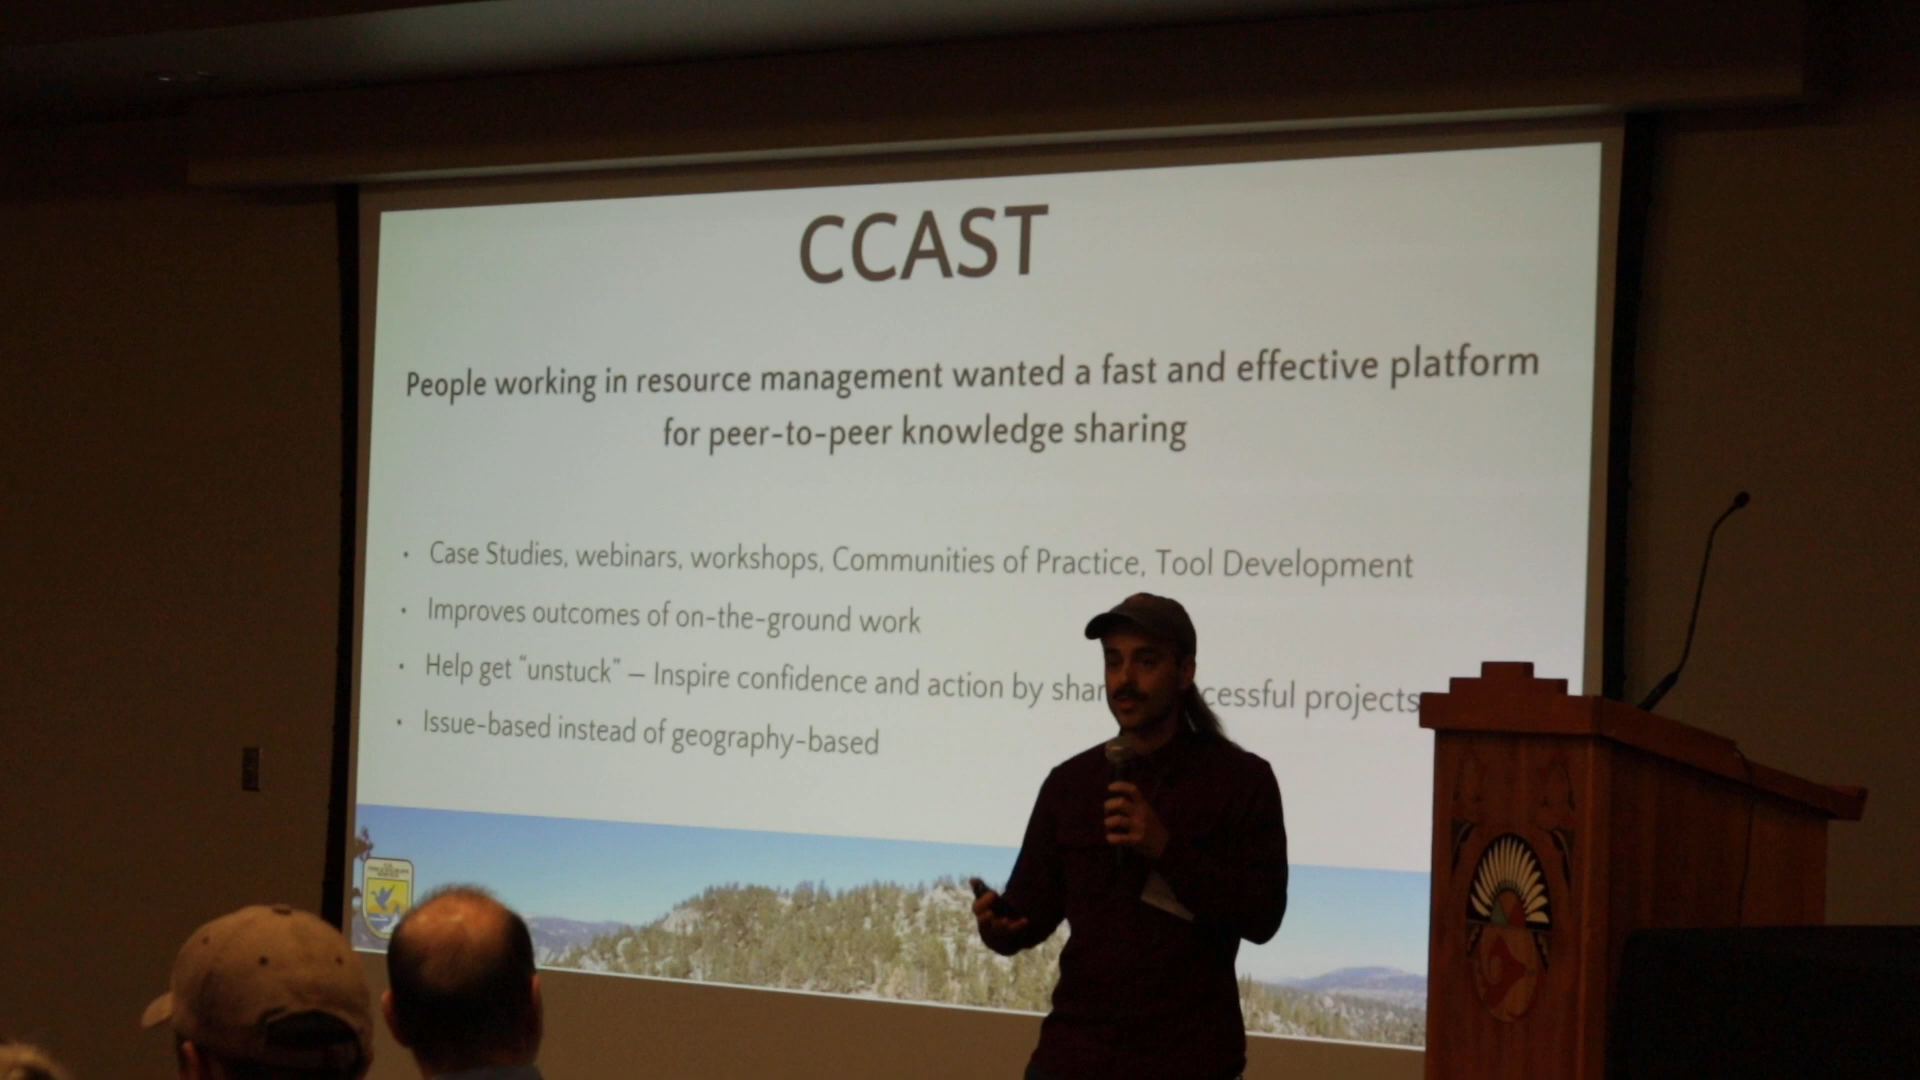 CCAST
People working in resource management wanted a fast and effective platform
for peer-to-peer knowledge sharing
• Case Studies, webinars, workshops, Communities of Practice, Tool Development
• Improves outcomes of on-the-ground work
• Help get “unstuck” – Inspire confidence and action by shar cessful projects
• Issue-based instead of geography-based